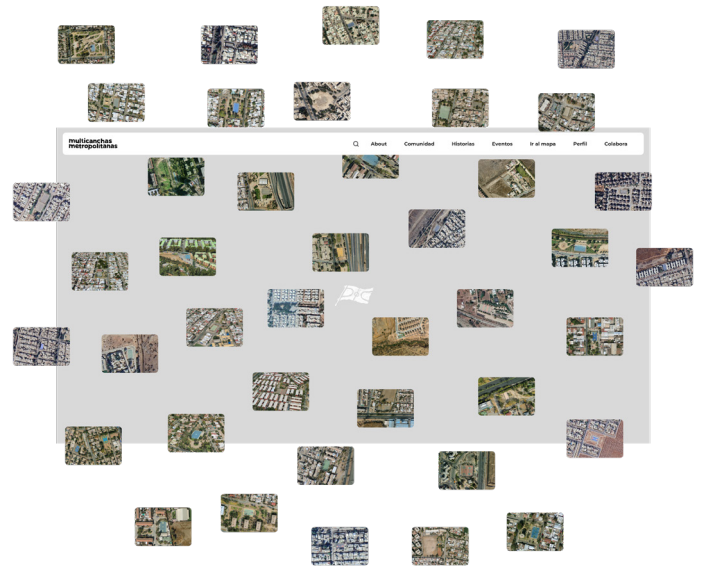 multicanchas
metropolitanas
About Comunidad Historias Eventos Ir al mapa Perfil Colabora